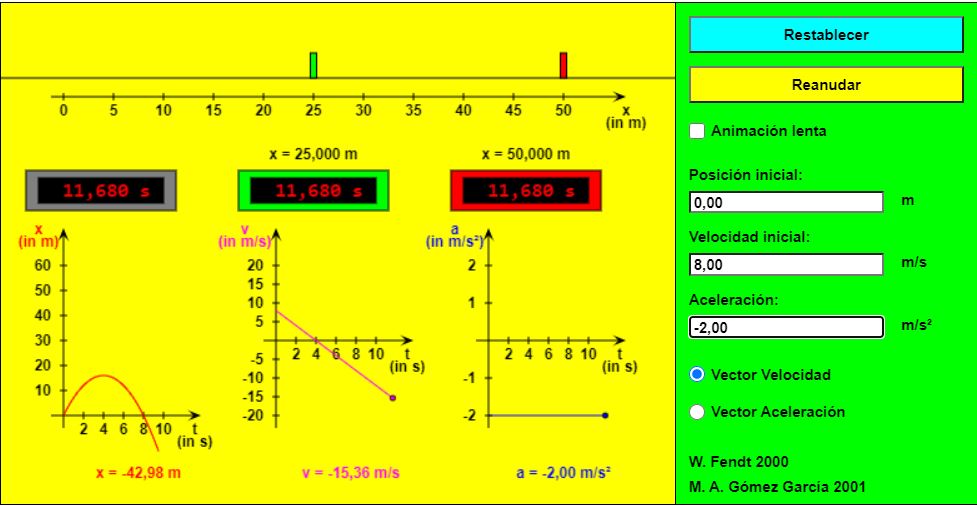 0 5 10 15 20 25 30 35 40 45 50 x
(in m)
x = 25,000 m x = 50,000 m
11,680 s 11,680 s 11,680 s
x
(in m)
60
50
40
30
20
10
2 4 6 8 10 t
(in s)
x = -42,98 m
v
(in m/s)
20
15
10
5
2 4 6 8 10 t
(in s)
-5
-10
-15
-20
v = -15,36 m/s
a
(in m/s²)
2
1
2 4 6 8 10 t
(in s)
-1
-2
a = -2,00 m/s²
Restablecer
Reanudar
Animación lenta
Posición inicial:
0,00 m
Velocidad inicial:
8,00 m/s
Aceleración:
-2,00 m/s²
Vector Velocidad
Vector Aceleración
W. Fendt 2000
M. A. Gómez García 2001